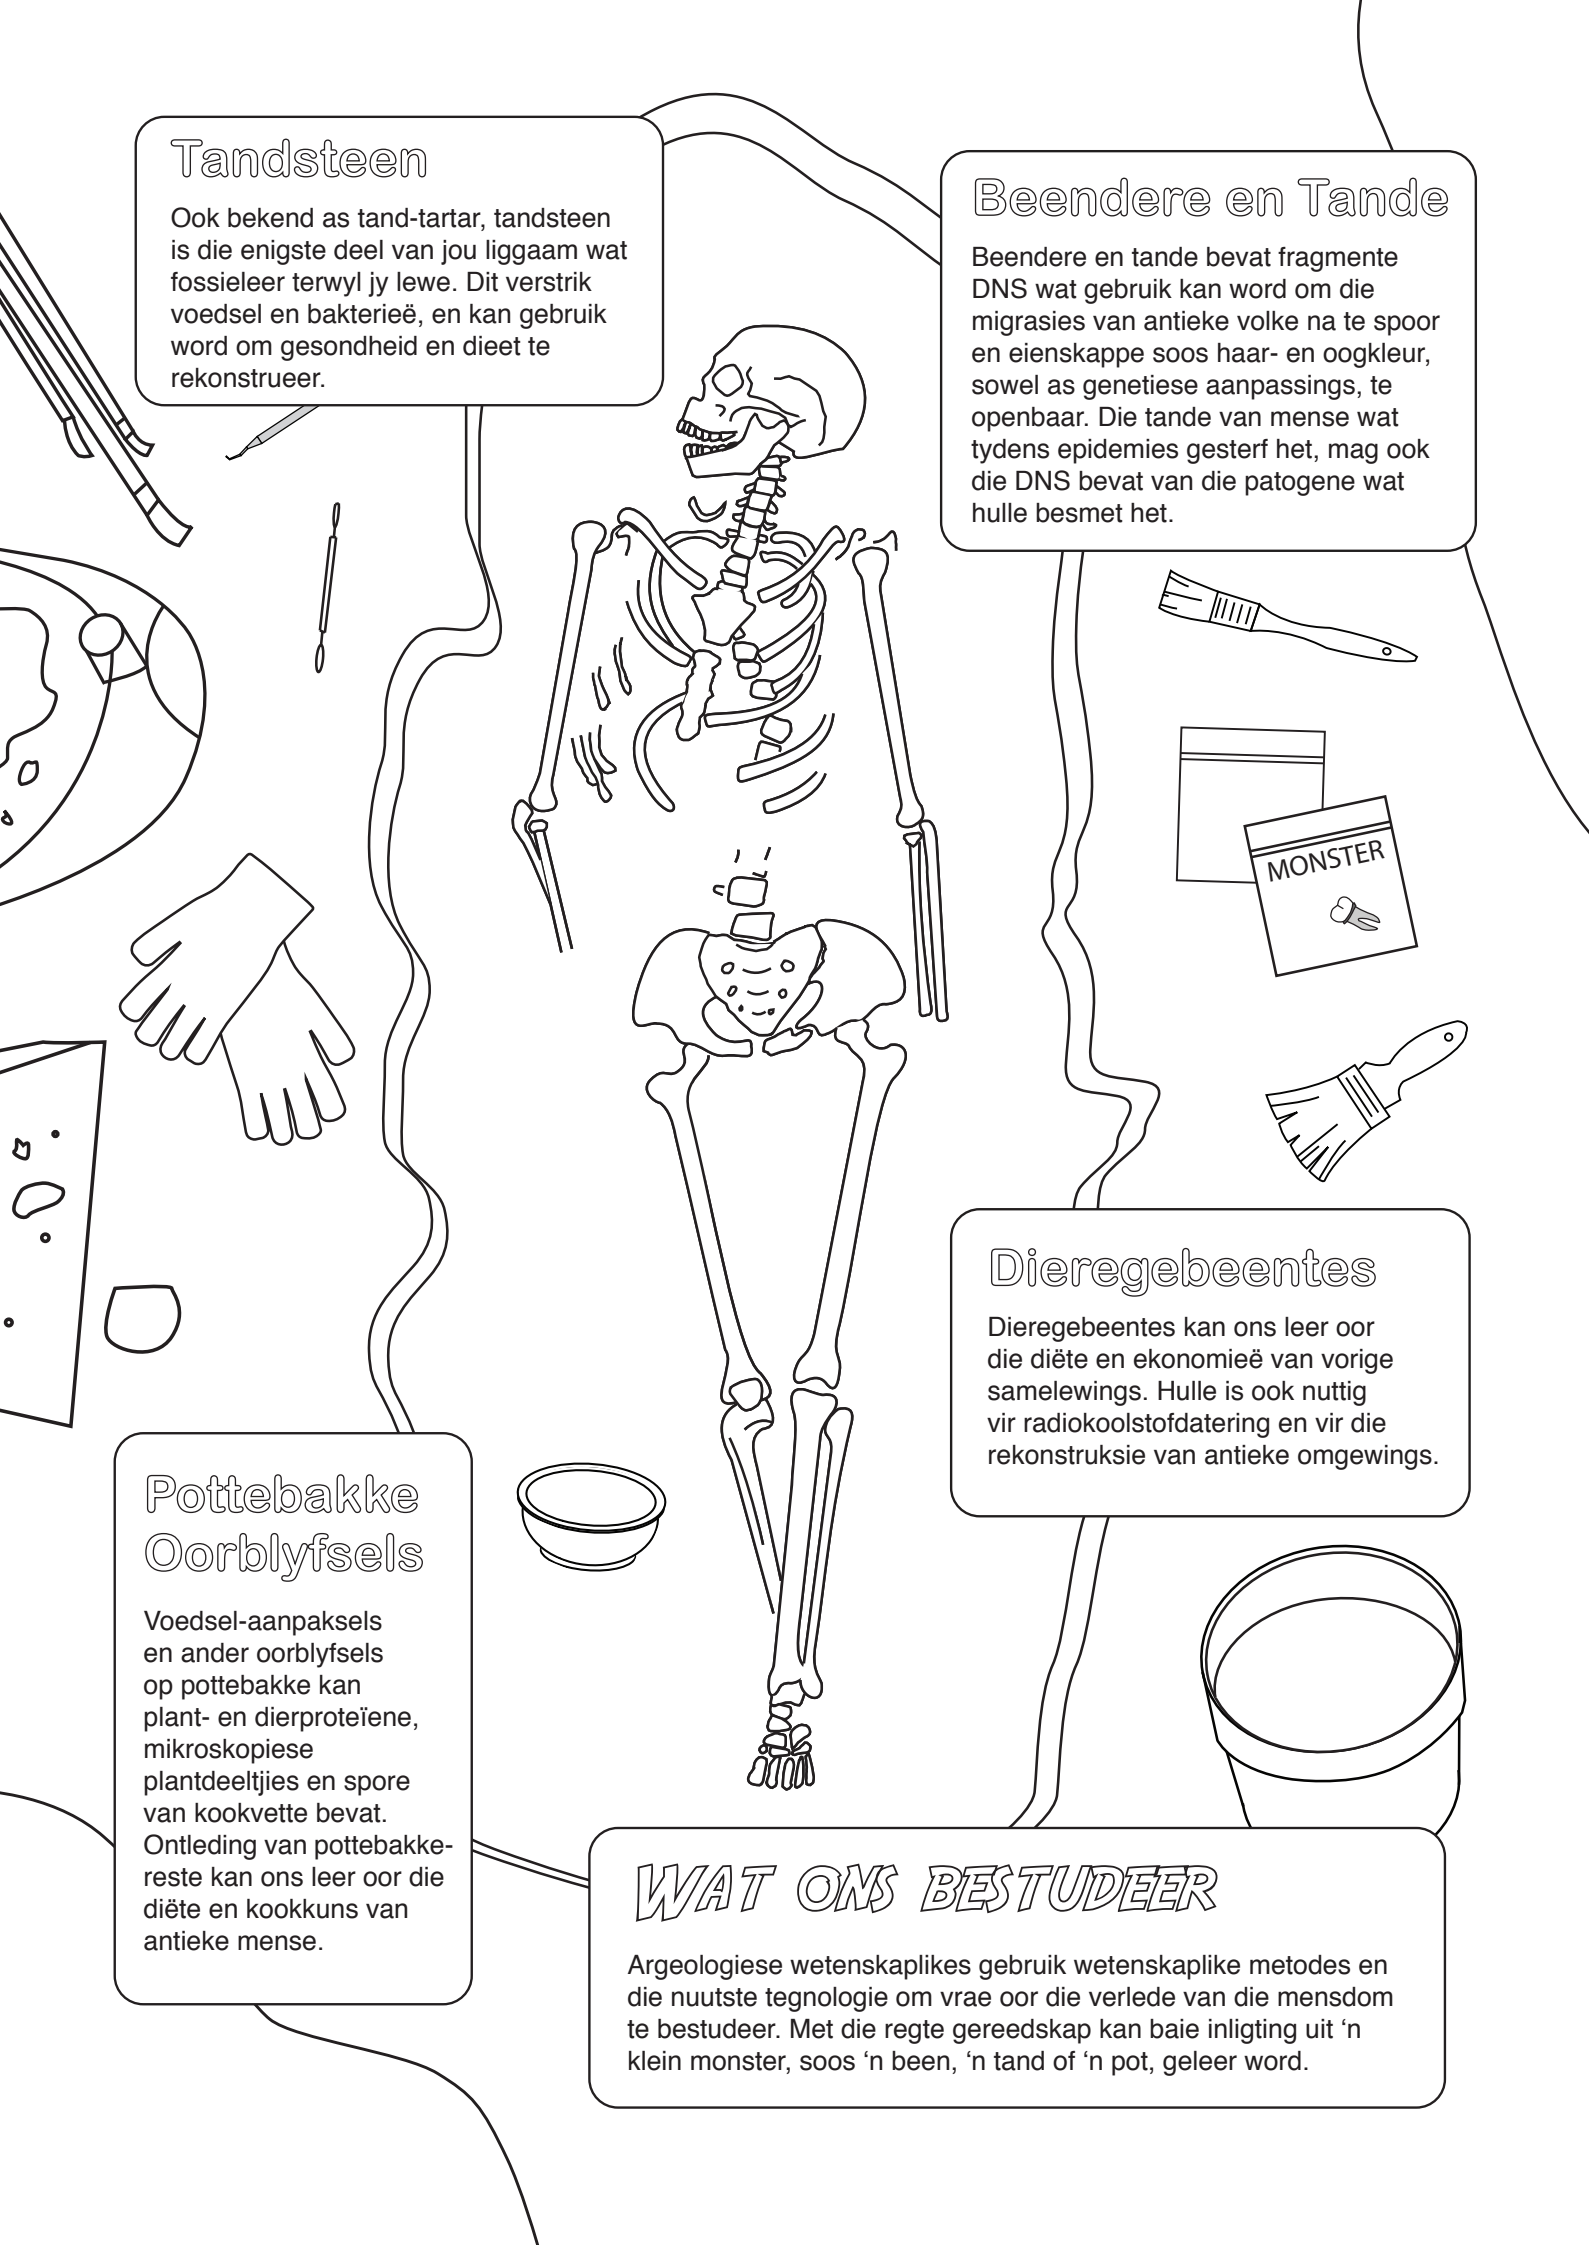 Tandsteen
Ook bekend as tand-tartar, tandsteen
is die enigste deel van jou liggaam wat
fossieleer terwyl jy lewe. Dit verstrik
voedsel en bakterieë, en kan gebruik
word om gesondheid en dieet te
rekonstrueer.
Beendere en Tande
Beendere en tande bevat fragmente
DNS wat gebruik kan word om die
migrasies van antieke volke na te spoor
en eienskappe soos haar- en oogkleur,
sowel as genetiese aanpassings, te
openbaar. Die tande van mense wat
tydens epidemies gesterf het, mag ook
die DNS bevat van die patogene wat
hulle besmet het.
MONSTER
Dieregebeentes
Dieregebeentes kan ons leer oor
die diëte en ekonomieë van vorige
samelewings. Hulle is ook nuttig
vir radiokoolstofdatering en vir die
rekonstruksie van antieke omgewings.
Pottebakke
Oorblyfsels
Voedsel-aanpaksels
en ander oorblyfsels
op pottebakke kan
plant- en dierproteïene,
mikroskopiese
plantdeeltjies en spore
van kookvette bevat.
Ontleding van pottebakke-
reste kan ons leer oor die
diëte en kookkuns van
antieke mense.
WAT ONS BESTUDEER
Argeologiese wetenskaplikes gebruik wetenskaplike metodes en
die nuutste tegnologie om vrae oor die verlede van die mensdom
te bestudeer. Met die regte gereedskap kan baie inligting uit ‘n
klein monster, soos ‘n been, ‘n tand of ‘n pot, geleer word.